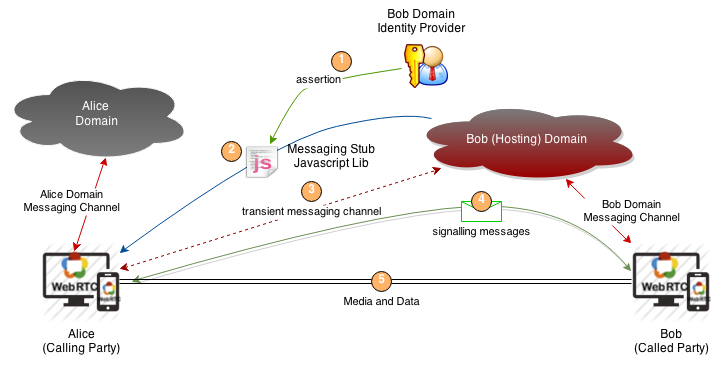 Bob Domain
Identity Provider
1
assertion
Alice
Domain
2
js
Messaging Stub
Javascript Lib
Bob (Hosting) Domain
3
transient messaging channel
4
signalling messages
Alice Domain
Messaging Channel
Bob Domain
Messaging Channel
WebRTC
WebRTC
5
Media and Data
Alice
(Calling Party)
Bob
(Called Party)